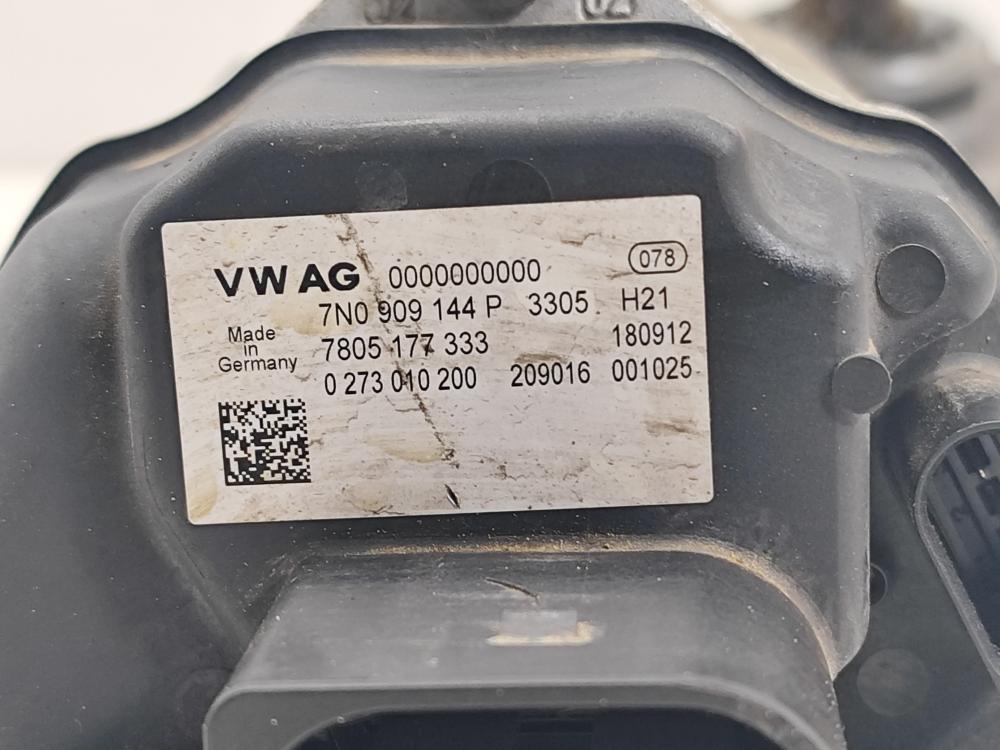 VW AG 0000000000 078
7N0 909 144 P 3305 H21
Made in Germany
7805 177 333 180912
0 273 010 200 209016 001025